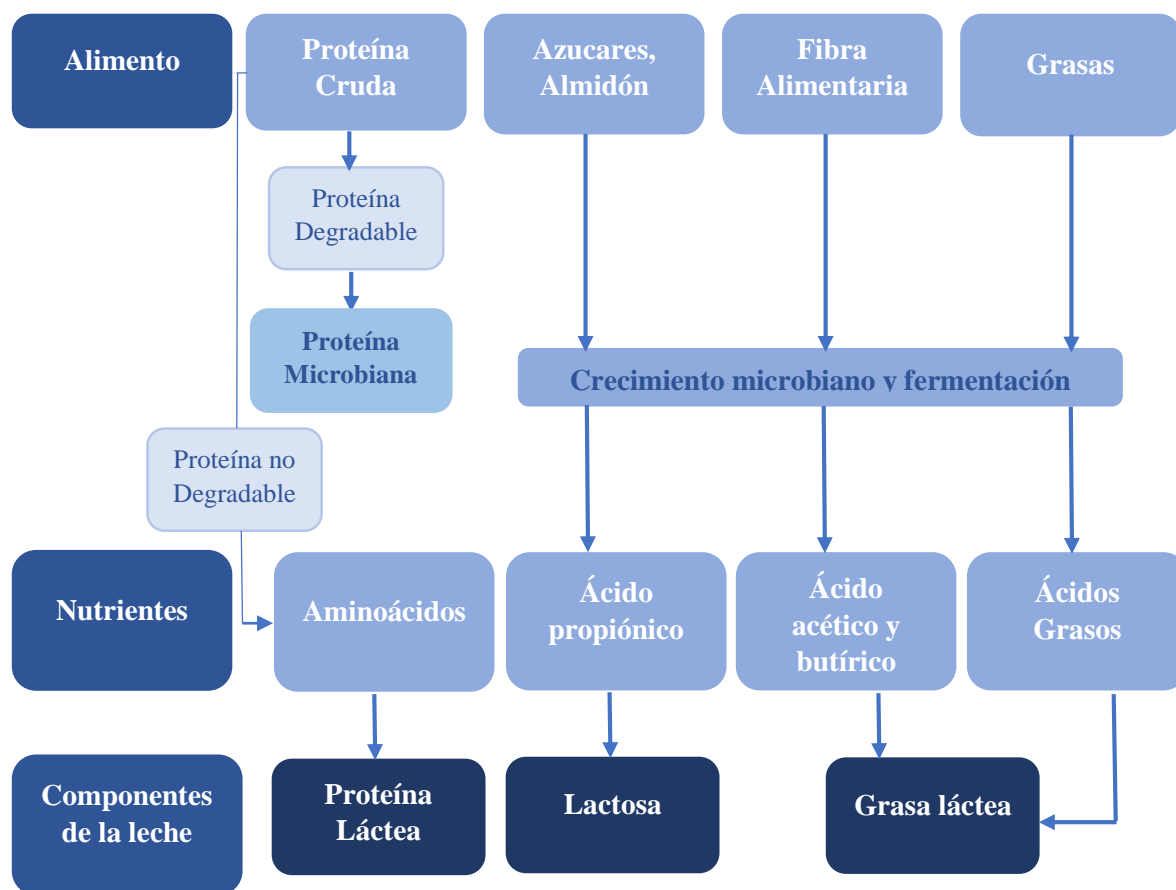 Alimento
Proteína
Cruda
Azucares,
Almidón
Fibra
Alimentaria
Grasas
Proteína
Degradable
Proteína
Microbiana
Crecimiento microbiano y fermentación
Proteína no
Degradable
Nutrientes
Aminoácidos
Ácido
propiónico
Ácido
acético y
butírico
Ácidos
Grasos
Componentes
de la leche
Proteína
Láctea
Lactosa
Grasa láctea